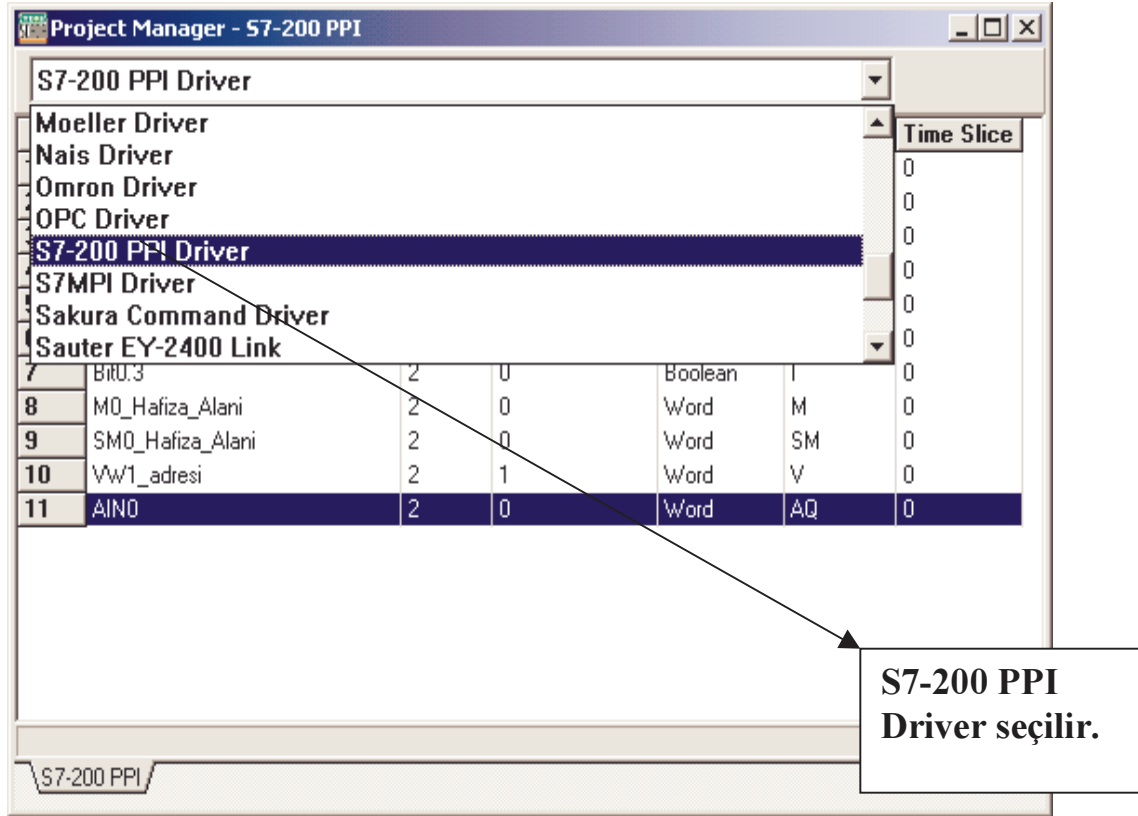 Project Manager - S7-200 PPI
S7-200 PPI Driver
Moeller Driver
Nais Driver
Omron Driver
OPC Driver
S7-200 PPI Driver
S7MPI Driver
Sakura Command Driver
Sauter EY-2400 Link
Time Slice
0
0
0
0
0
0
7 Bit0.3 2 0 Boolean I 0
8 M0_Hafiza_Alani 2 0 Word M 0
9 SM0_Hafiza_Alani 2 0 Word SM 0
10 VW1_adresi 2 1 Word V 0
11 AIN0 2 0 Word AQ 0
S7-200 PPI
Driver seçilir.
S7-200 PPI